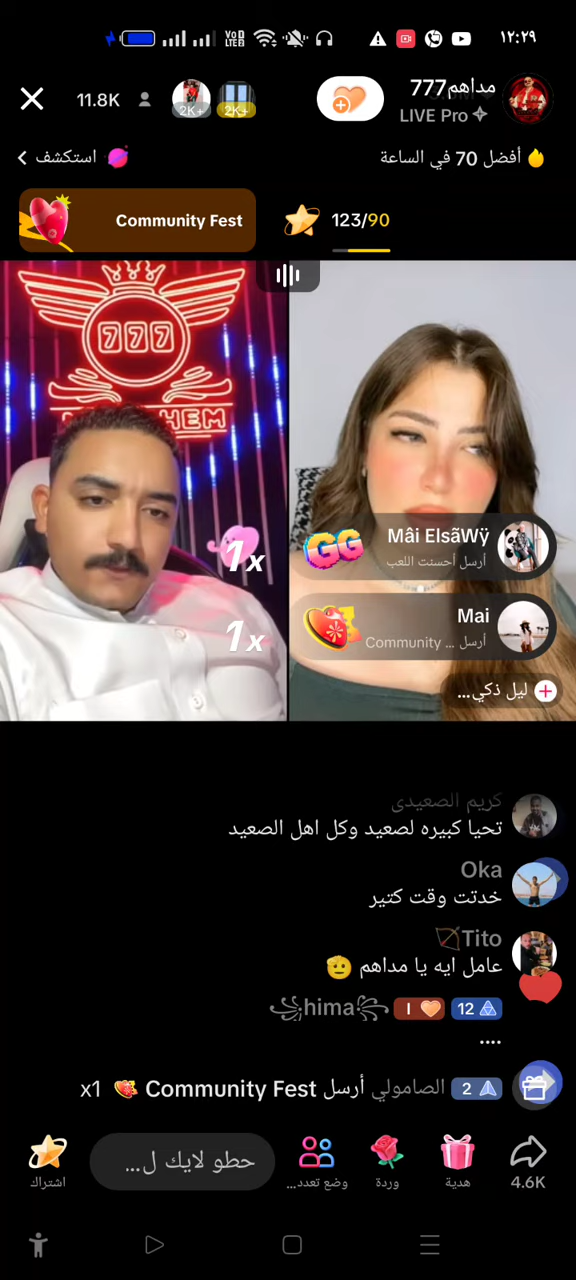 ١٢:٢٩
VoLTE2
مداهم777
LIVE Pro
11.8K
2K+
2K+
أفضل 70 في الساعة
استكشف
Community Fest
123/90
777
HEM
1x
1x
Mâi ElsãWÿ
أرسل أحسنت اللعب
GG
Mai
أرسل Community ...
ليل ذكي...
كريم الصعيدى
تحيا كبيره لصعيد وكل اهل الصعيد
Oka
خدتت وقت كتير
Tito
عامل ايه يا مداهم
12 I hima
....
2 الصامولي أرسل Community Fest x1
اشتراك
حطو لايك ل...
وضع تعدد...
وردة
هدية
4.6K